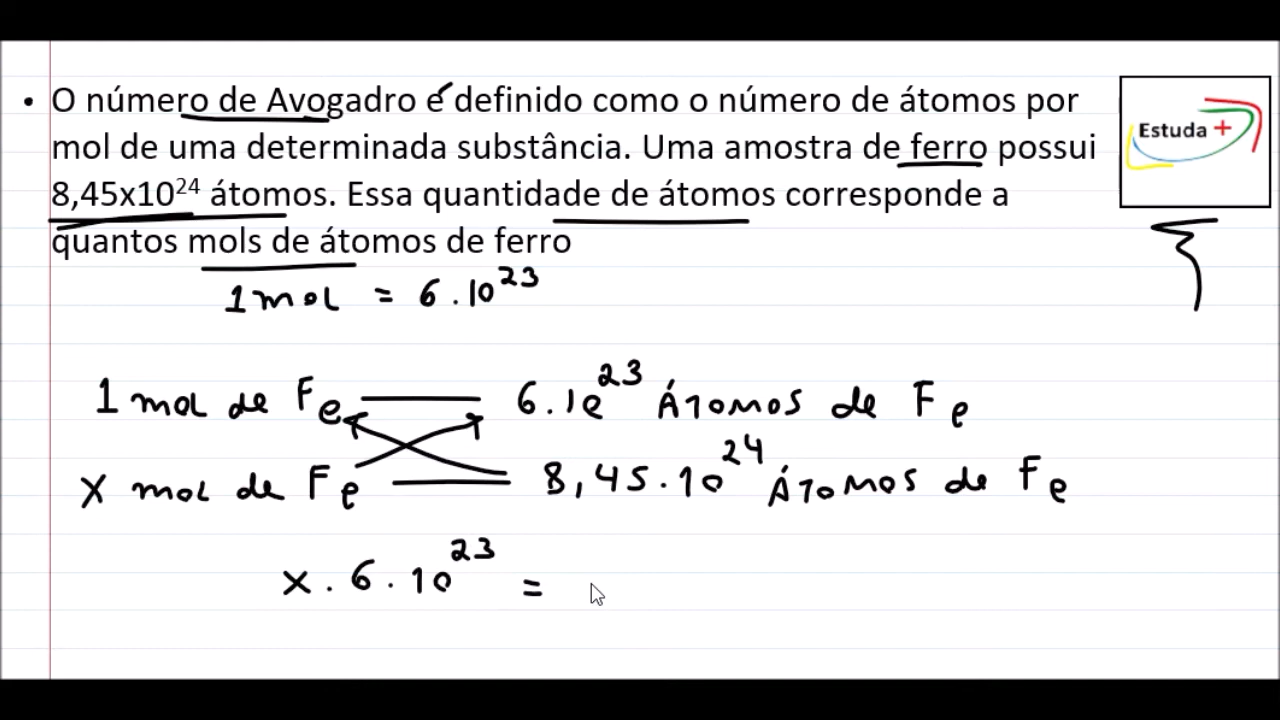 • O número de Avogadro é definido como o número de átomos por
mol de uma determinada substância. Uma amostra de ferro possui
8,45x10²⁴ átomos. Essa quantidade de átomos corresponde a
quantos mols de átomos de ferro
Estuda +
1 mol = 6 . 10²³
1 mol de Fe 6 . 10²³ Átomos de Fe
x mol de Fe 8,45 . 10²⁴ Átomos de Fe
x . 6 . 10²³ =